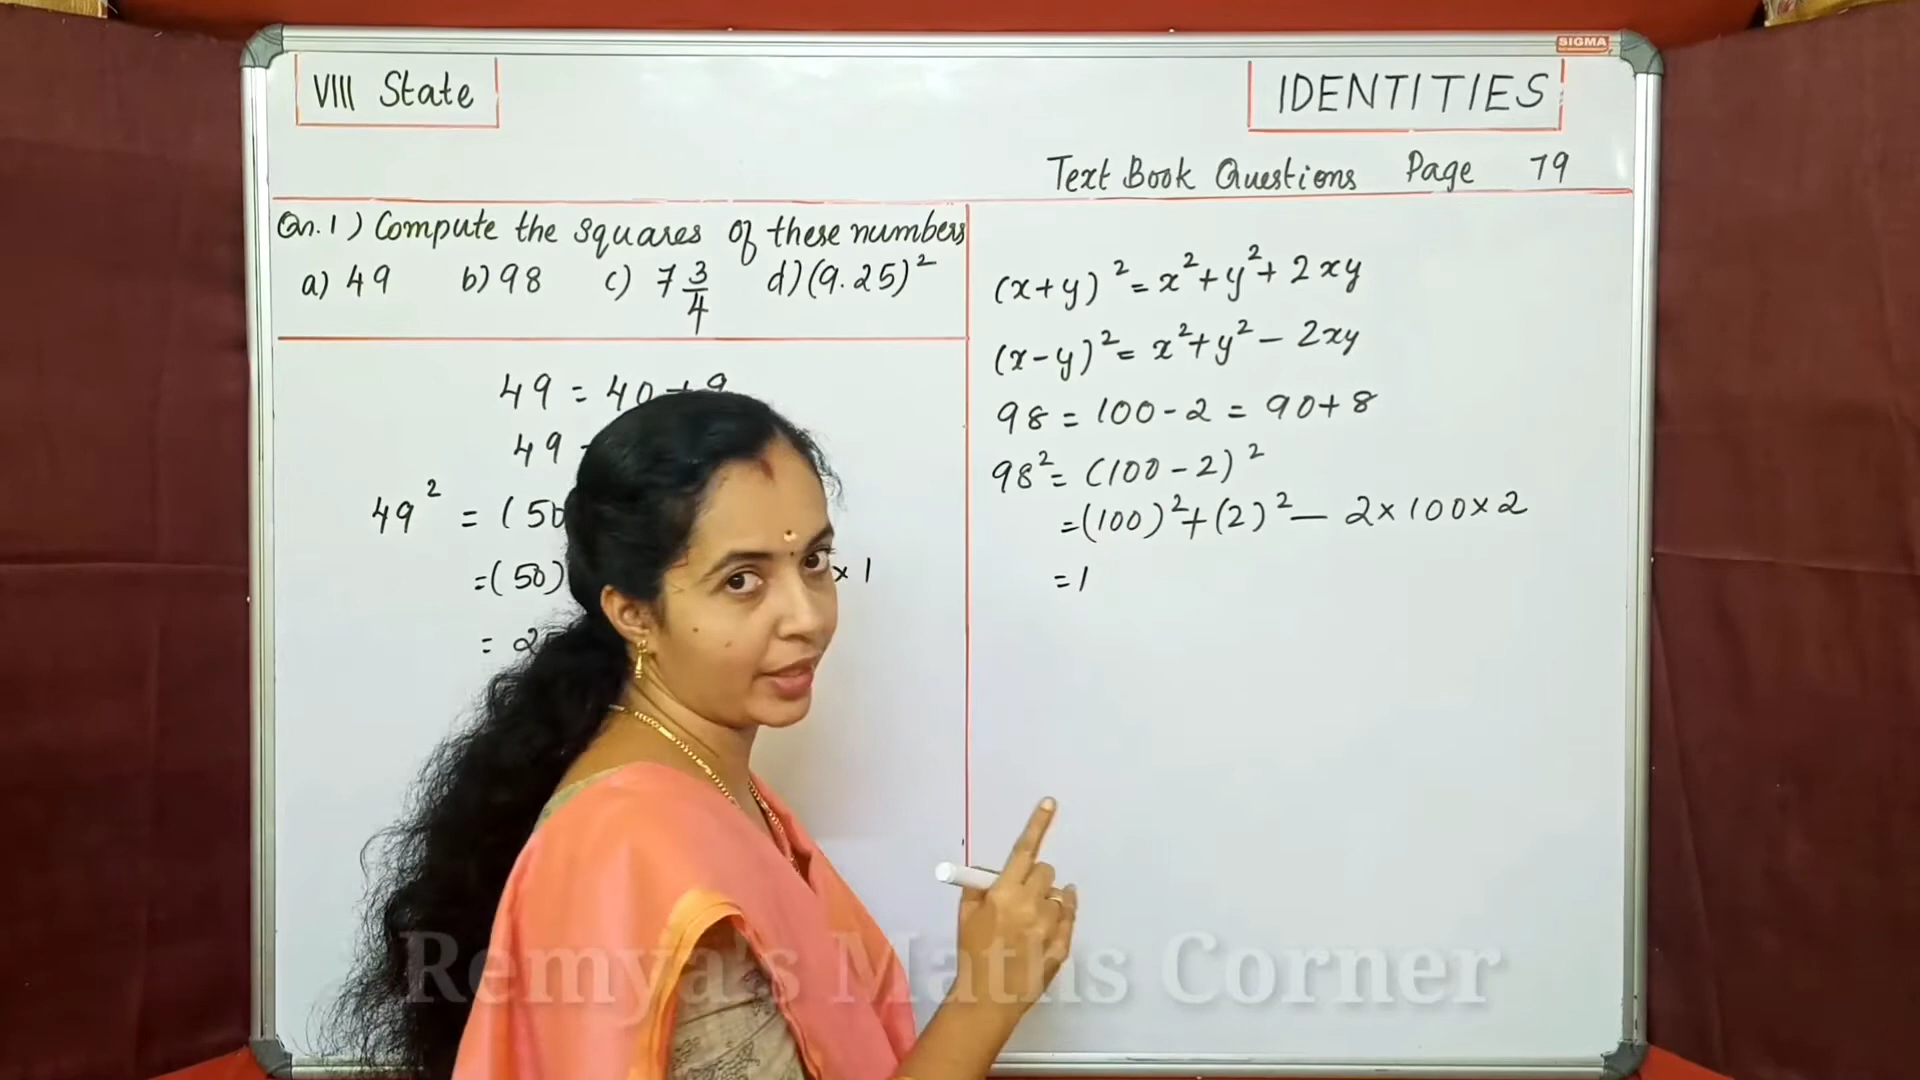 SIGMA
VIII State
IDENTITIES
Text Book Questions Page 79
Qn.1) Compute the squares of these numbers
a) 49 b) 98 c) 7 3/4 d) (9.25)²
49 = 40 + 9
49
49² = (50
=(50) × 1
= 2
(x+y)² = x²+y²+ 2xy
(x-y)² = x²+y² - 2xy
98 = 100 - 2 = 90+8
98² = (100 - 2)²
=(100)²+(2)² - 2×100×2
= 1
Remya's Maths Corner